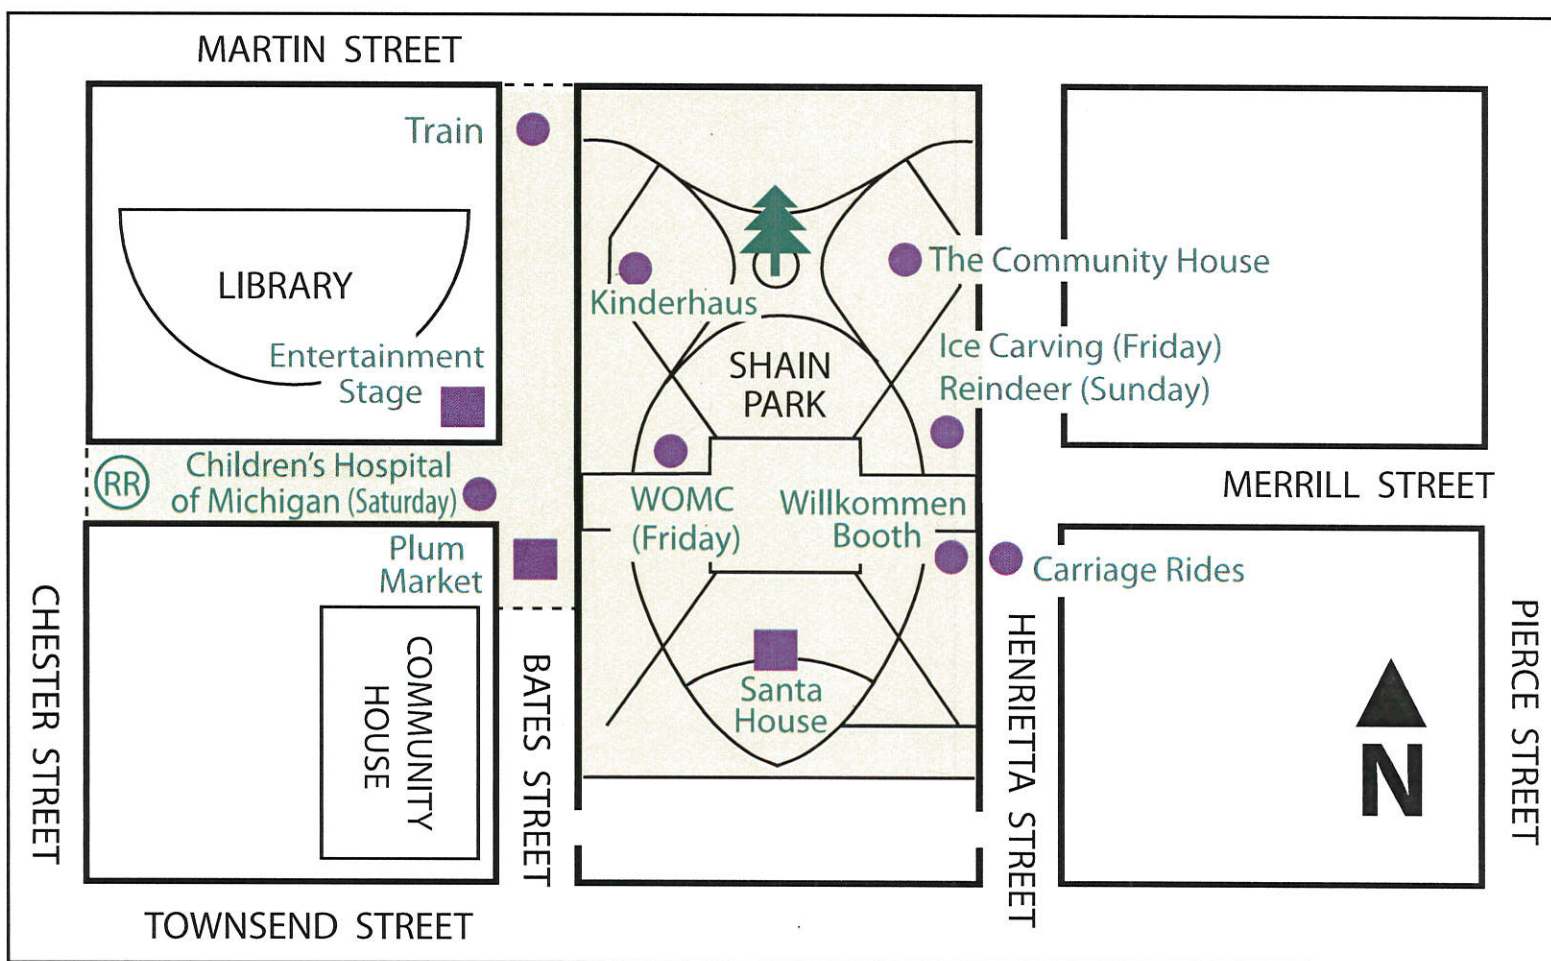 MARTIN STREET
Train
LIBRARY
Entertainment
Stage
Kinderhaus
The Community House
SHAIN
PARK
Ice Carving (Friday)
Reindeer (Sunday)
RR
Children's Hospital
of Michigan (Saturday)
WOMC
(Friday)
Willkommen
Booth
MERRILL STREET
Plum
Market
Carriage Rides
CHESTER STREET
COMMUNITY
HOUSE
BATES STREET
Santa
House
HENRIETTA STREET
PIERCE STREET
N
TOWNSEND STREET